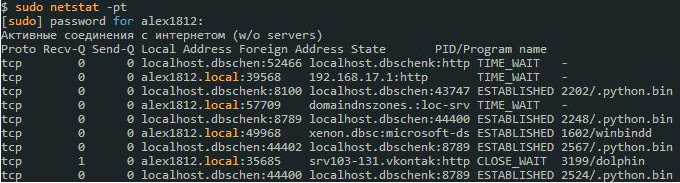 $ sudo netstat -pt
[sudo] password for alex1812:
Активные соединения с интернетом (w/o servers)
Proto Recv-Q Send-Q Local Address Foreign Address State PID/Program name
tcp 0 0 localhost.dbschen:52466 localhost.dbschenk:http TIME_WAIT -
tcp 0 0 alex1812.local:39568 192.168.17.1:http TIME_WAIT -
tcp 0 0 localhost.dbschenk:8100 localhost.dbschen:43747 ESTABLISHED 2202/.python.bin
tcp 0 0 alex1812.local:57709 domaindnszones.:loc-srv TIME_WAIT -
tcp 0 0 localhost.dbschenk:8789 localhost.dbschen:44400 ESTABLISHED 2248/.python.bin
tcp 0 0 alex1812.local:49968 xenon.dbsc:microsoft-ds ESTABLISHED 1602/winbindd
tcp 0 0 localhost.dbschen:44402 localhost.dbschenk:8789 ESTABLISHED 2567/.python.bin
tcp 1 0 alex1812.local:35685 srv103-131.vkontak:http CLOSE_WAIT 3199/dolphin
tcp 0 0 localhost.dbschen:44400 localhost.dbschenk:8789 ESTABLISHED 2524/.python.bin